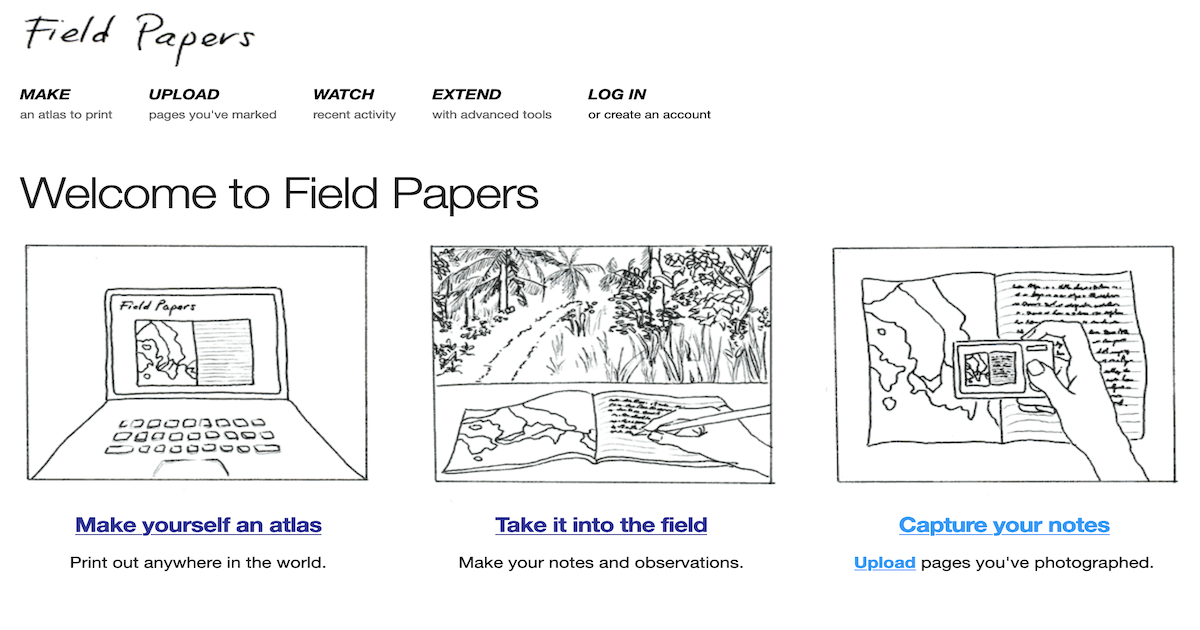 Field Papers
MAKE
an atlas to print
UPLOAD
pages you've marked
WATCH
recent activity
EXTEND
with advanced tools
LOG IN
or create an account
Welcome to Field Papers
Field Papers
Make yourself an atlas
Print out anywhere in the world.
Take it into the field
Make your notes and observations.
Capture your notes
Upload pages you've photographed.